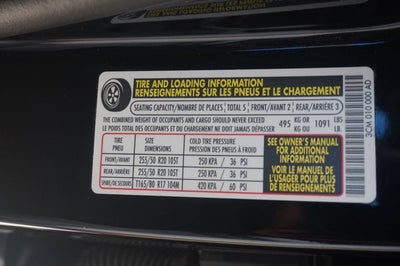 TIRE AND LOADING INFORMATION
RENSEIGNEMENTS SUR LES PNEUS ET LE CHARGEMENT
SEATING CAPACITY/NOMBRE DE PLACES TOTAL 5 FRONT/AVANT 2 REAR/ARRIÈRE 3
THE COMBINED WEIGHT OF OCCUPANTS AND CARGO SHOULD NEVER EXCEED
LE POIDS TOTAL DES OCCUPANTS ET DU CHARGEMENT NE DOIT JAMAIS DÉPASSER
495 KG OR 1091 LBS
KG OU LB
TIRE SIZE COLD TIRE PRESSURE
PNEU DIMENSIONS PRESSION DES PNEUS À FROID
FRONT/AVANT 255/50 R20 105T 250 KPA / 36 PSI
REAR/ARRIÈRE 255/50 R20 105T 250 KPA / 36 PSI
SPARE/DE SECOURS T165/80 R17 104M 420 KPA / 60 PSI
SEE OWNER'S MANUAL
FOR ADDITIONAL
INFORMATION
VOIR LE MANUEL DE
L'USAGER POUR PLUS
DE RENSEIGNEMENTS
3CM 010 000 AD